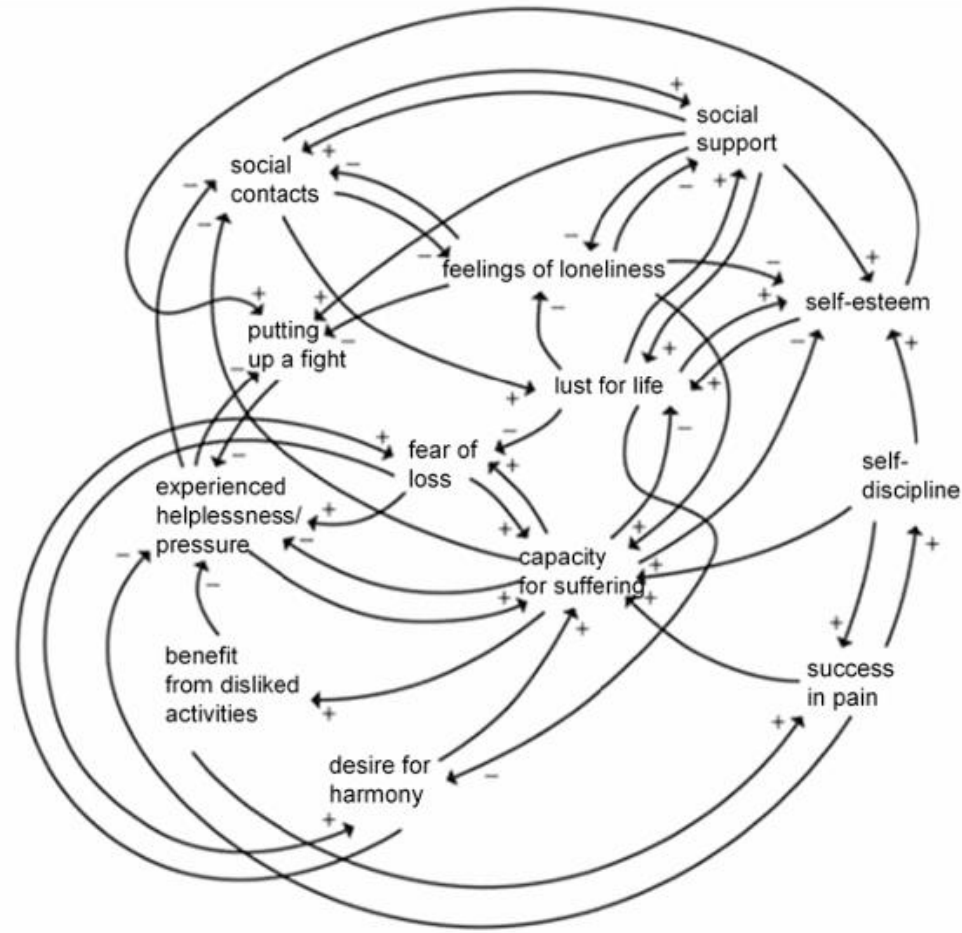 social
support
social
contacts
feelings of loneliness
self-esteem
putting
up a fight
lust for life
fear of
loss
self-
discipline
experienced
helplessness/
pressure
capacity
for suffering
benefit
from disliked
activities
success
in pain
desire for
harmony